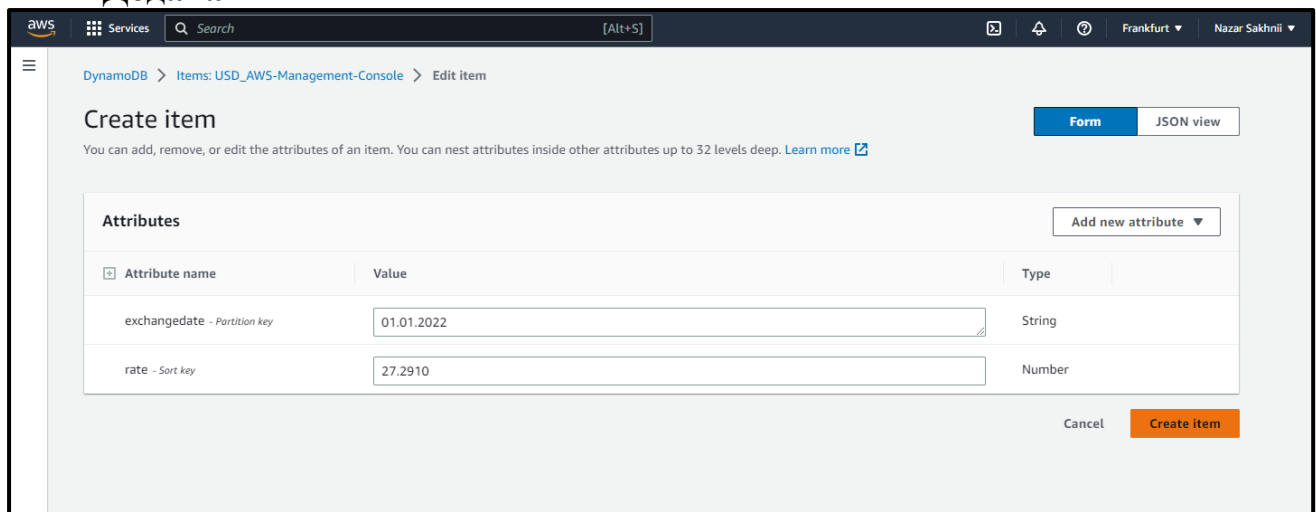 aws Services Search [Alt+S] Frankfurt ▼ Nazar Sakhnii ▼
DynamoDB > Items: USD_AWS-Management-Console > Edit item
Create item Form JSON view
You can add, remove, or edit the attributes of an item. You can nest attributes inside other attributes up to 32 levels deep. Learn more
Attributes Add new attribute ▼
Attribute name Value Type
exchangedate - Partition key 01.01.2022 String
rate - Sort key 27.2910 Number
Cancel Create item